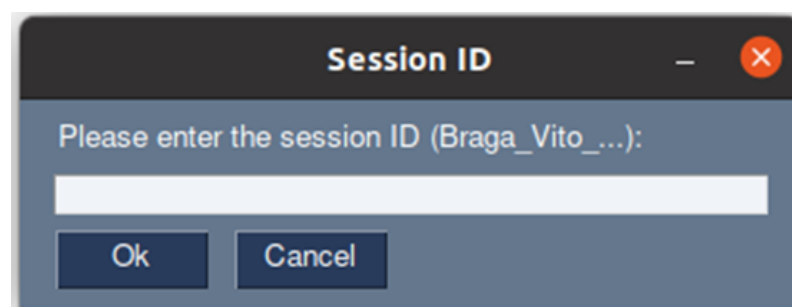 Session ID
Please enter the session ID (Braga_Vito_...):
Ok Cancel